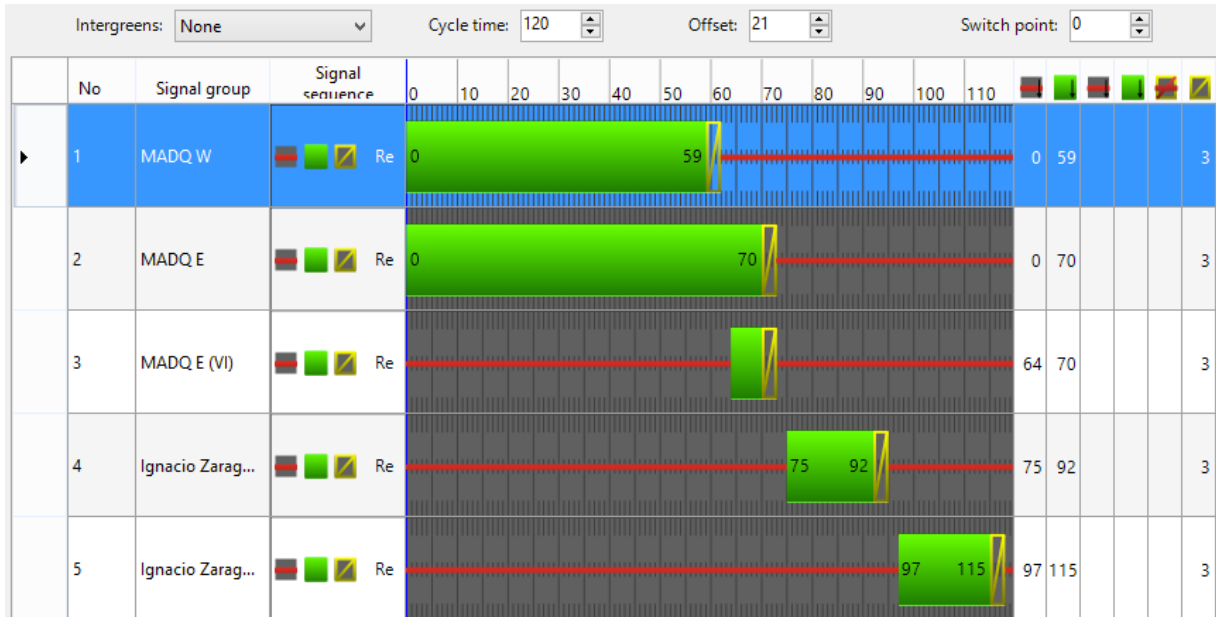 Intergreens: None Cycle time: 120 Offset: 21 Switch point: 0
No Signal group Signal sequence 0 10 20 30 40 50 60 70 80 90 100 110
1 MADQ W Re 0 59 0 59 3
2 MADQ E Re 0 70 0 70 3
3 MADQ E (VI) Re 64 70 3
4 Ignacio Zarag... Re 75 92 75 92 3
5 Ignacio Zarag... Re 97 115 97 115 3